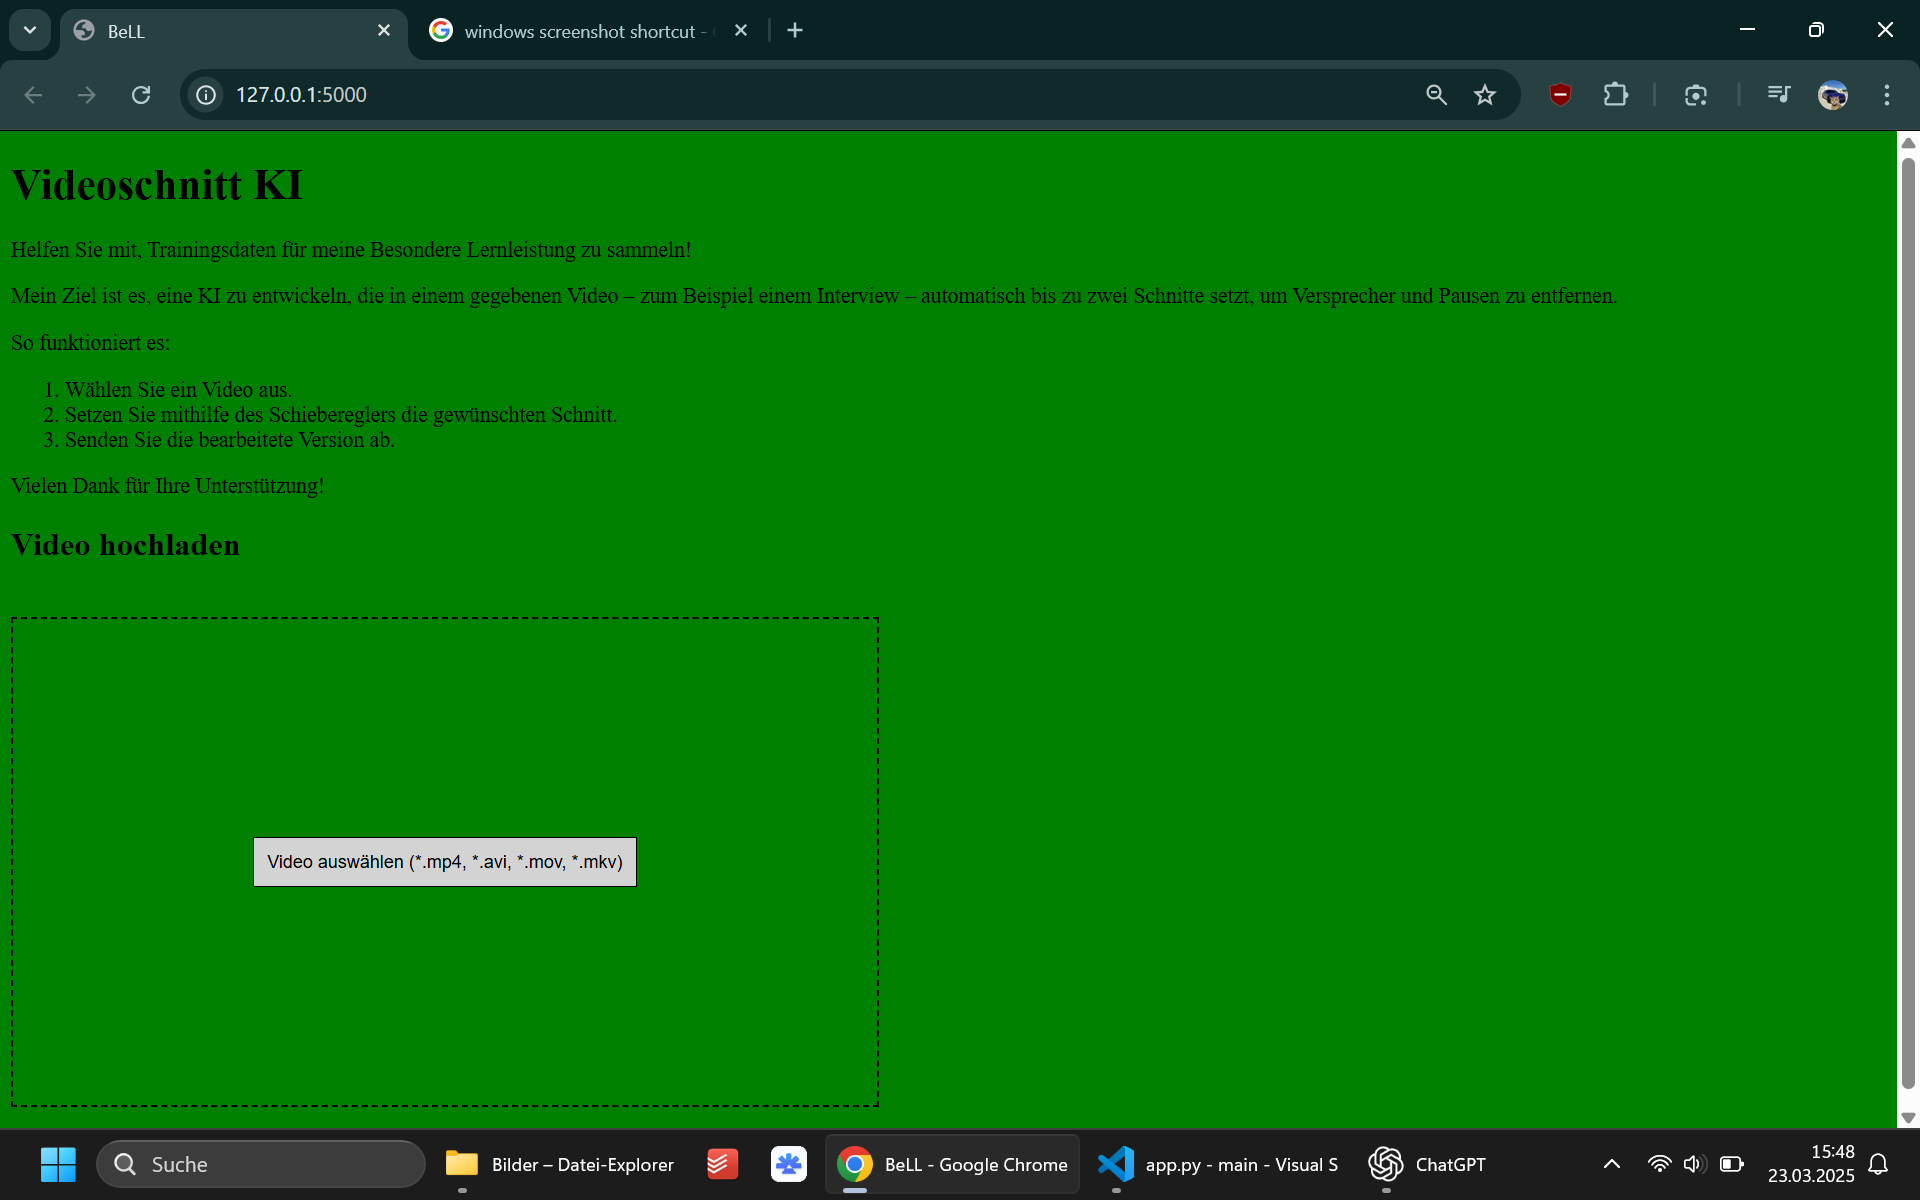 BeLL
windows screenshot shortcut -
127.0.0.1:5000
Videoschnitt KI
Helfen Sie mit, Trainingsdaten für meine Besondere Lernleistung zu sammeln!
Mein Ziel ist es, eine KI zu entwickeln, die in einem gegebenen Video – zum Beispiel einem Interview – automatisch bis zu zwei Schnitte setzt, um Versprecher und Pausen zu entfernen.
So funktioniert es:
1. Wählen Sie ein Video aus.
2. Setzen Sie mithilfe des Schiebereglers die gewünschten Schnitt.
3. Senden Sie die bearbeitete Version ab.
Vielen Dank für Ihre Unterstützung!
Video hochladen
Video auswählen (*.mp4, *.avi, *.mov, *.mkv)
Suche
Bilder – Datei-Explorer
BeLL - Google Chrome
app.py - main - Visual S
ChatGPT
15:48
23.03.2025